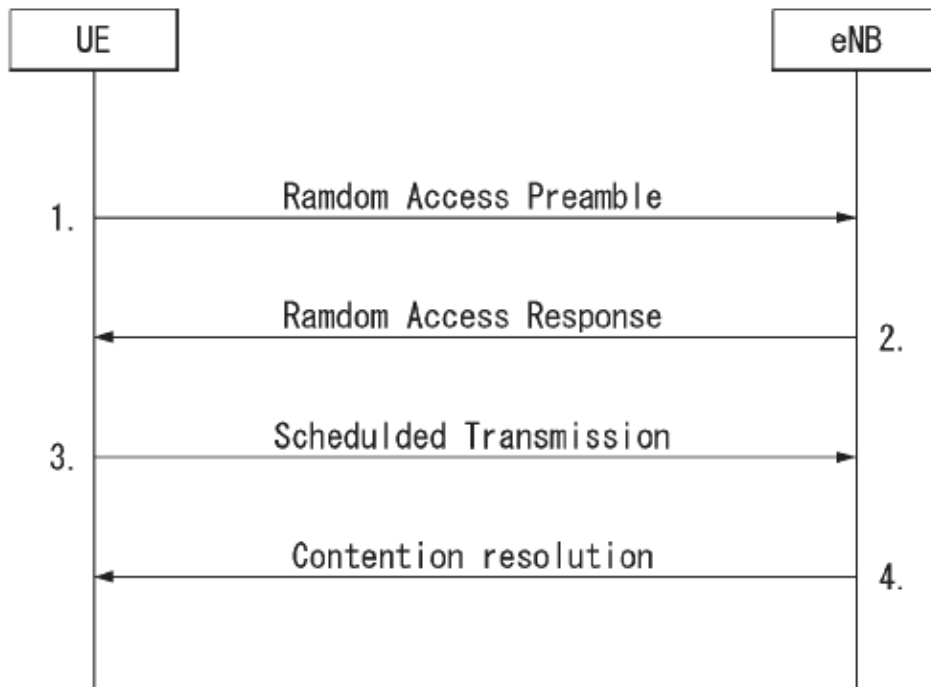 UE
eNB
Ramdom Access Preamble
1.
Ramdom Access Response
2.
Schedulded Transmission
3.
Contention resolution
4.